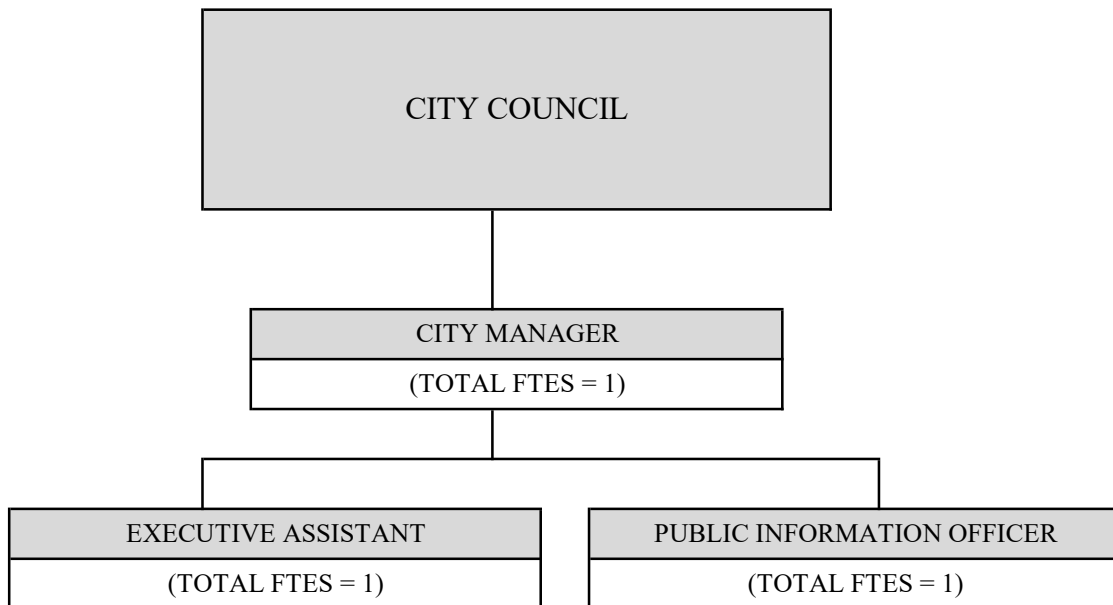 CITY COUNCIL
CITY MANAGER
(TOTAL FTES = 1)
EXECUTIVE ASSISTANT
(TOTAL FTES = 1)
PUBLIC INFORMATION OFFICER
(TOTAL FTES = 1)